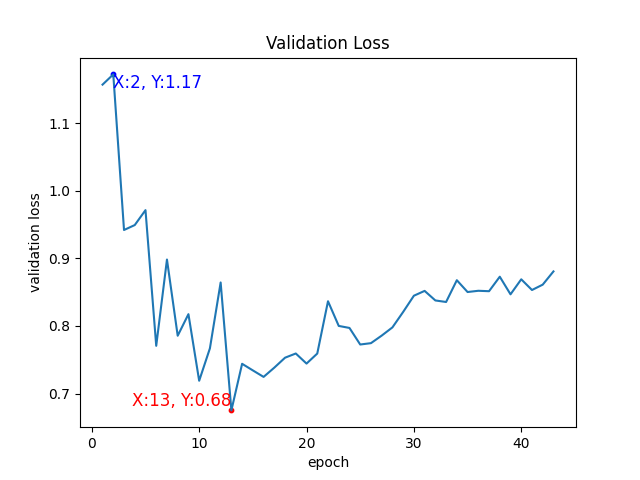 Validation Loss
X:2, Y:1.17
1.1
1.0
0.9
0.8
0.7
validation loss
X:13, Y:0.68
0
10
20
30
40
epoch